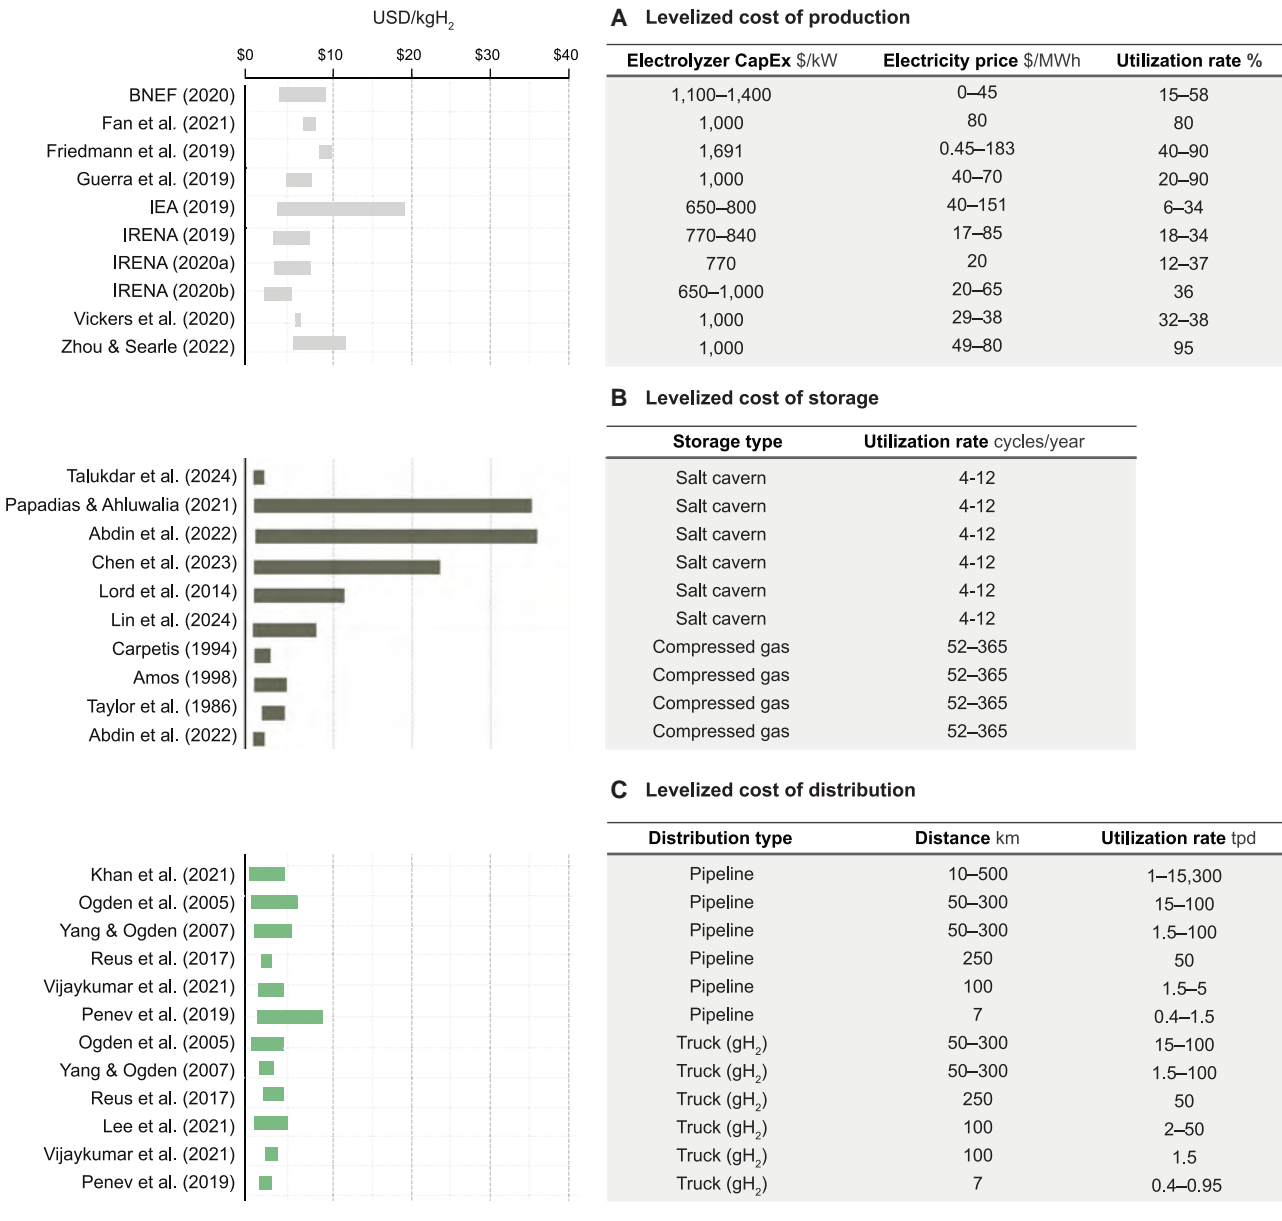 USD/kgH2
$0 $10 $20 $30 $40
A Levelized cost of production
Electrolyzer CapEx $/kW Electricity price $/MWh Utilization rate %
BNEF (2020) 1,100–1,400 0–45 15–58
Fan et al. (2021) 1,000 80 80
Friedmann et al. (2019) 1,691 0.45–183 40–90
Guerra et al. (2019) 1,000 40–70 20–90
IEA (2019) 650–800 40–151 6–34
IRENA (2019) 770–840 17–85 18–34
IRENA (2020a) 770 20 12–37
IRENA (2020b) 650–1,000 20–65 36
Vickers et al. (2020) 1,000 29–38 32–38
Zhou & Searle (2022) 1,000 49–80 95
B Levelized cost of storage
Storage type Utilization rate cycles/year
Talukdar et al. (2024) Salt cavern 4-12
Papadias & Ahluwalia (2021) Salt cavern 4-12
Abdin et al. (2022) Salt cavern 4-12
Chen et al. (2023) Salt cavern 4-12
Lord et al. (2014) Salt cavern 4-12
Lin et al. (2024) Salt cavern 4-12
Carpetis (1994) Compressed gas 52–365
Amos (1998) Compressed gas 52–365
Taylor et al. (1986) Compressed gas 52–365
Abdin et al. (2022) Compressed gas 52–365
C Levelized cost of distribution
Distribution type Distance km Utilization rate tpd
Khan et al. (2021) Pipeline 10–500 1–15,300
Ogden et al. (2005) Pipeline 50–300 15–100
Yang & Ogden (2007) Pipeline 50–300 1.5–100
Reus et al. (2017) Pipeline 250 50
Vijaykumar et al. (2021) Pipeline 100 1.5–5
Penev et al. (2019) Pipeline 7 0.4–1.5
Ogden et al. (2005) Truck (gH2) 50–300 15–100
Yang & Ogden (2007) Truck (gH2) 50–300 1.5–100
Reus et al. (2017) Truck (gH2) 250 50
Lee et al. (2021) Truck (gH2) 100 2–50
Vijaykumar et al. (2021) Truck (gH2) 100 1.5
Penev et al. (2019) Truck (gH2) 7 0.4–0.95